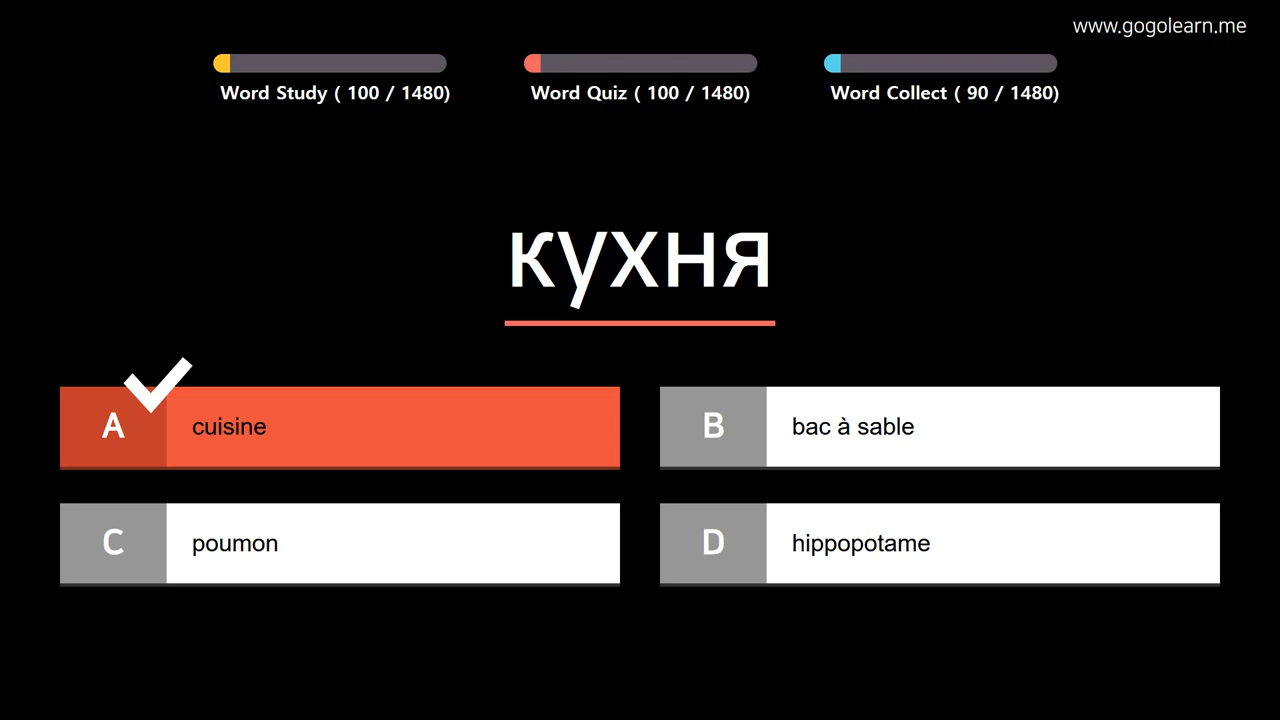 www.gogolearn.me
Word Study ( 100 / 1480)
Word Quiz ( 100 / 1480)
Word Collect ( 90 / 1480)
кухня
A cuisine
B bac à sable
C poumon
D hippopotame